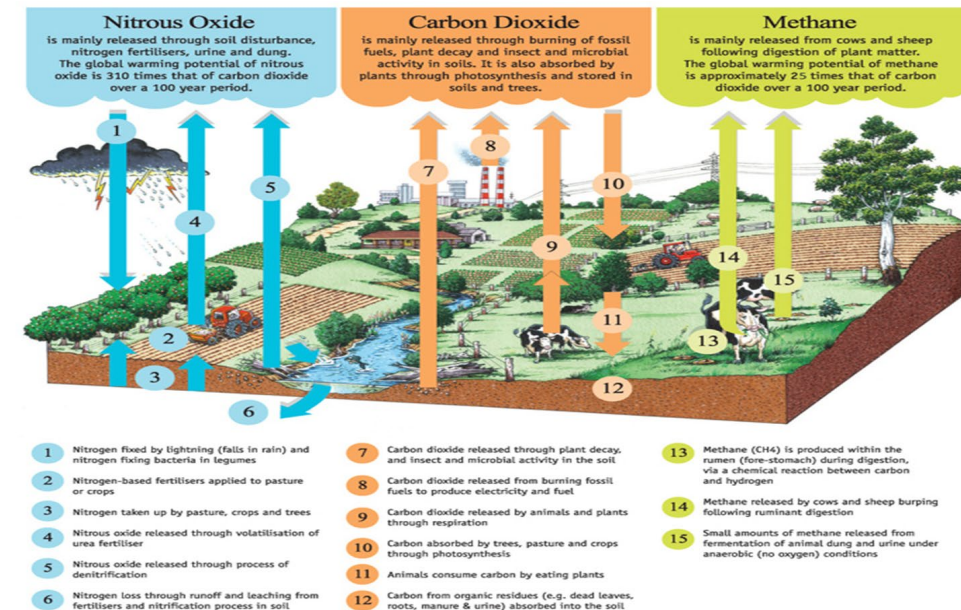 Nitrous Oxide
is mainly released through soil disturbance,
nitrogen fertilisers, urine and dung.
The global warming potential of nitrous
oxide is 310 times that of carbon dioxide
over a 100 year period.
Carbon Dioxide
is mainly released through burning of fossil
fuels, plant decay and insect and microbial
activity in soils. It is also absorbed by
plants through photosynthesis and stored in
soils and trees.
Methane
is mainly released from cows and sheep
following digestion of plant matter.
The global warming potential of methane
is approximately 25 times that of carbon
dioxide over a 100 year period.
1
8
7
5
10
4
9
14
15
11
2
13
3
12
6
1 Nitrogen fixed by lightning (falls in rain) and
nitrogen fixing bacteria in legumes
2 Nitrogen-based fertilisers applied to pasture
or crops
3 Nitrogen taken up by pasture, crops and trees
4 Nitrous oxide released through volatilisation of
urea fertiliser
5 Nitrous oxide released through process of
denitrification
6 Nitrogen loss through runoff and leaching from
fertilisers and nitrification process in soil
7 Carbon dioxide released through plant decay,
and insect and microbial activity in the soil
8 Carbon dioxide released from burning fossil
fuels to produce electricity and fuel
9 Carbon dioxide released by animals and plants
through respiration
10 Carbon absorbed by trees, pasture and crops
through photosynthesis
11 Animals consume carbon by eating plants
12 Carbon from organic residues (e.g. dead leaves,
roots, manure & urine) absorbed into the soil
13 Methane (CH4) is produced within the
rumen (fore-stomach) during digestion,
via a chemical reaction between carbon
and hydrogen
14 Methane released by cows and sheep burping
following ruminant digestion
15 Small amounts of methane released from
fermentation of animal dung and urine under
anaerobic (no oxygen) conditions